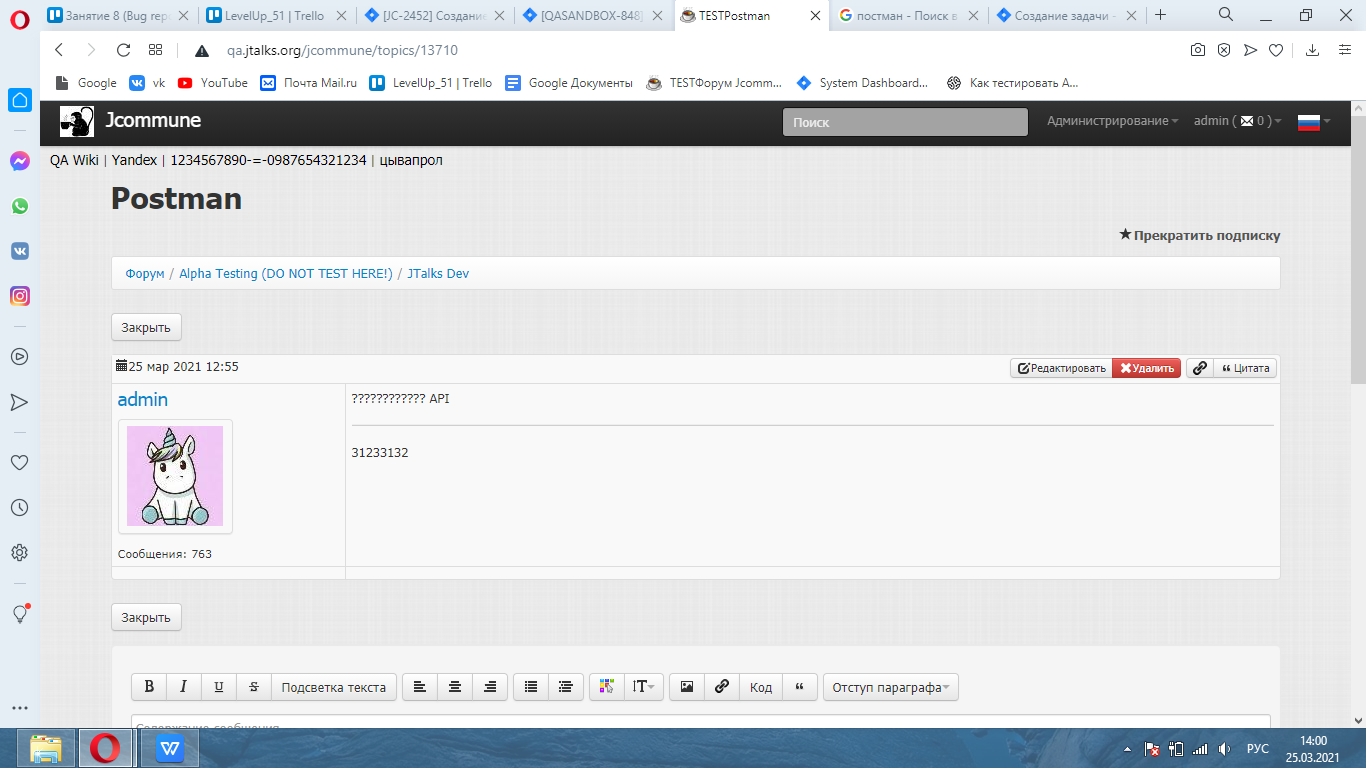 Занятие 8 (Bug repo
LevelUp_51 | Trello
[JC-2452] Создание
[QASANDBOX-848]
TESTPostman
постман - Поиск в
Создание задачи -
qa.jtalks.org/jcommune/topics/13710
Google
vk
YouTube
Почта Mail.ru
LevelUp_51 | Trello
Google Документы
TESTФорум Jcomm...
System Dashboard...
Как тестировать A...
Jcommune
Поиск
Администрирование
admin ( 0 )
QA Wiki | Yandex | 1234567890-=-0987654321234 | цывапрол
Postman
Прекратить подписку
Форум / Alpha Testing (DO NOT TEST HERE!) / JTalks Dev
Закрыть
25 мар 2021 12:55
Редактировать
Удалить
Цитата
admin
???????????? API
31233132
Сообщения: 763
Закрыть
B I U S Подсветка текста
Код
Отступ параграфа
Содержание сообщения
РУС
14:00
25.03.2021